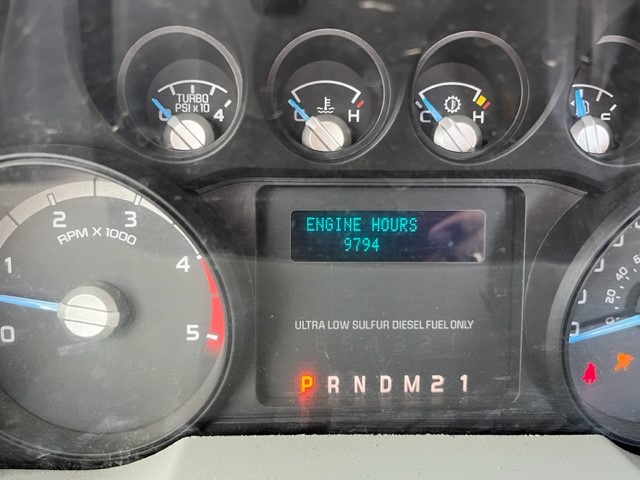 TURBO
PSI x 10
0 4
C H
C H
E
ENGINE HOURS
9794
0 1 2 3 4 5
RPM X 1000
ULTRA LOW SULFUR DIESEL FUEL ONLY
P R N D M 2 1
0 20 40